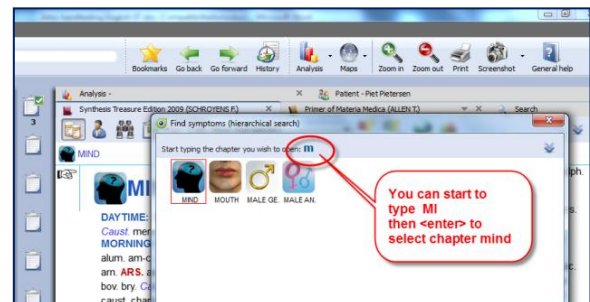 Bookmarks Go back Go forward History Analysis Maps Zoom in Zoom out Print Screenshot General help
Analysis - Patient - Piet Pietersen
Synthesis Treasure Edition 2009 (SCHROYENS F.) Primer of Materia Medica (ALLEN T.) Search
3
Find symptoms (hierarchical search)
Start typing the chapter you wish to open: m
MIND
MIND MOUTH MALE GE. MALE AN.
MI
You can start to
type MI
then <enter> to
select chapter mind
DAYTIME:
Caust.
MORNING
alum. am-c
arn. ARS.
bov. bry.
caust.